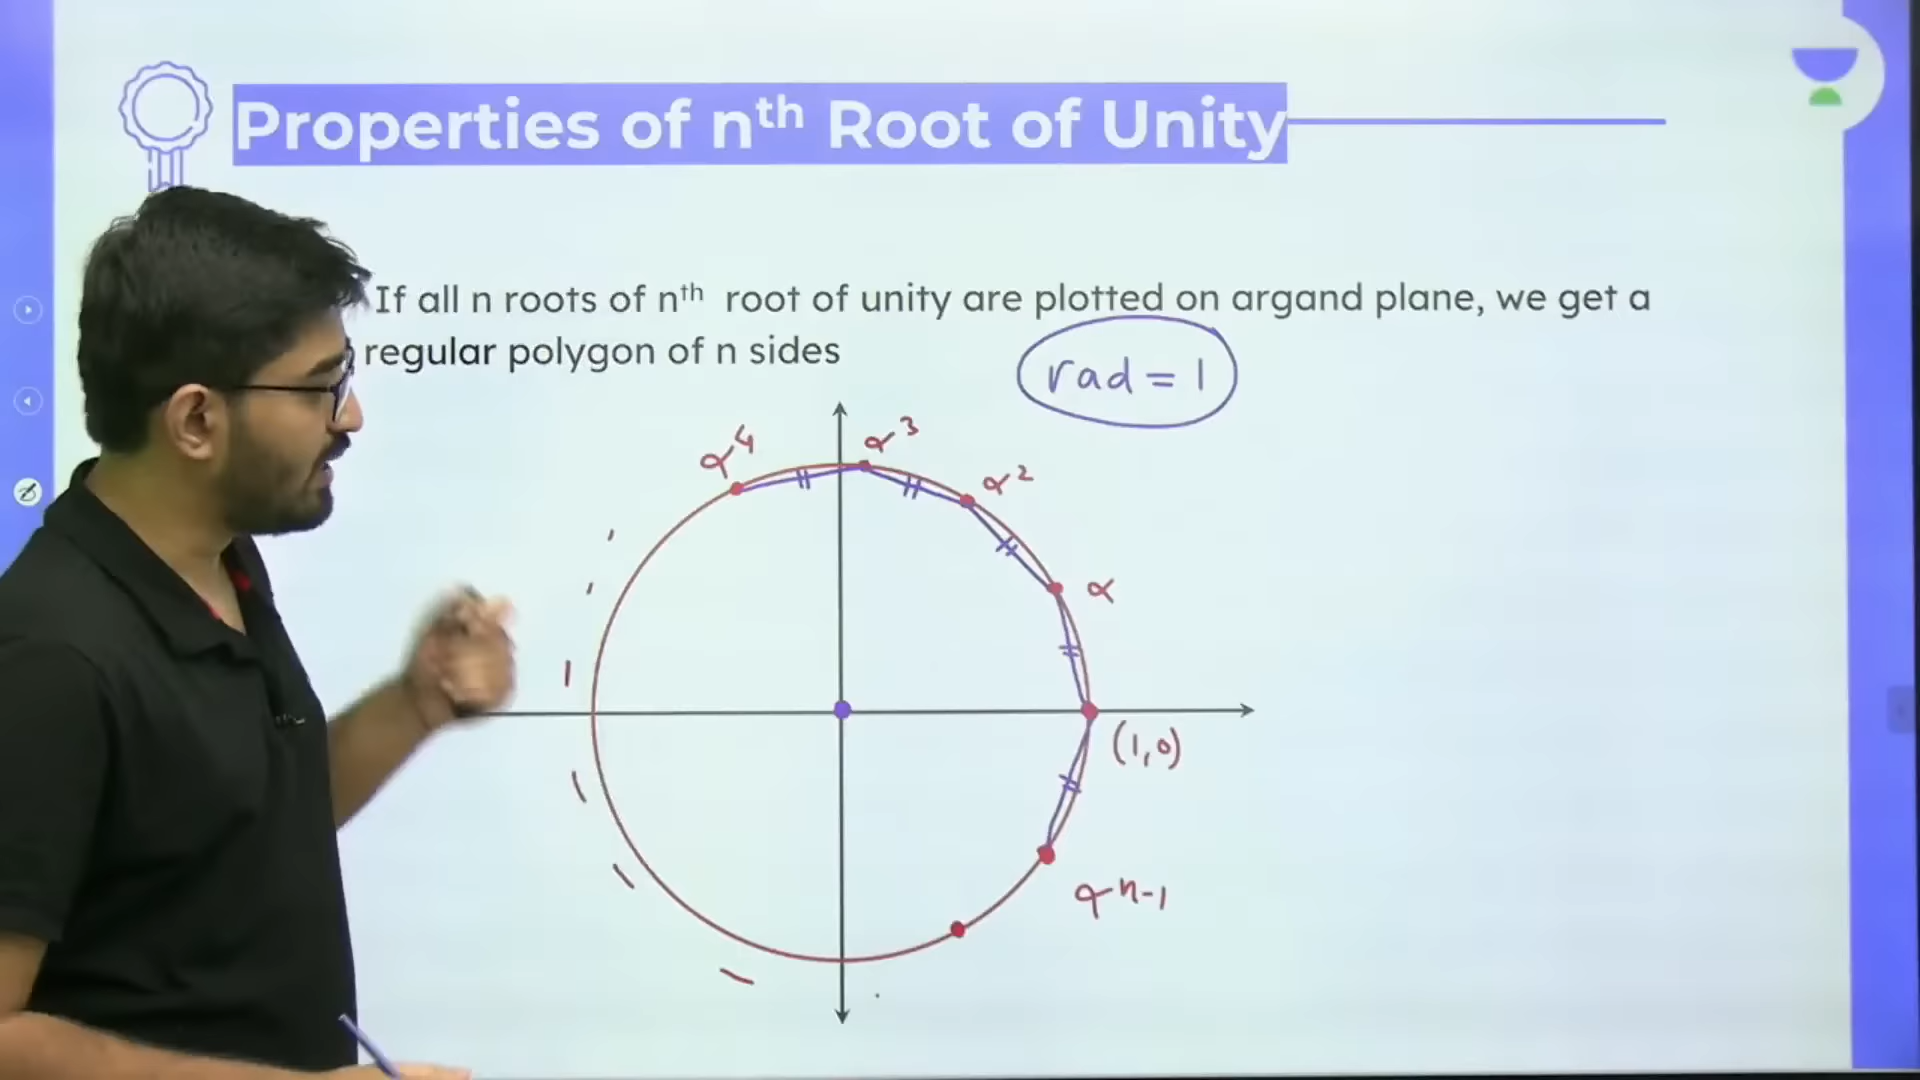 Properties of nth Root of Unity
If all n roots of nth root of unity are plotted on argand plane, we get a
regular polygon of n sides
rad = 1
α⁴
α³
α²
α
(1,0)
αⁿ⁻¹